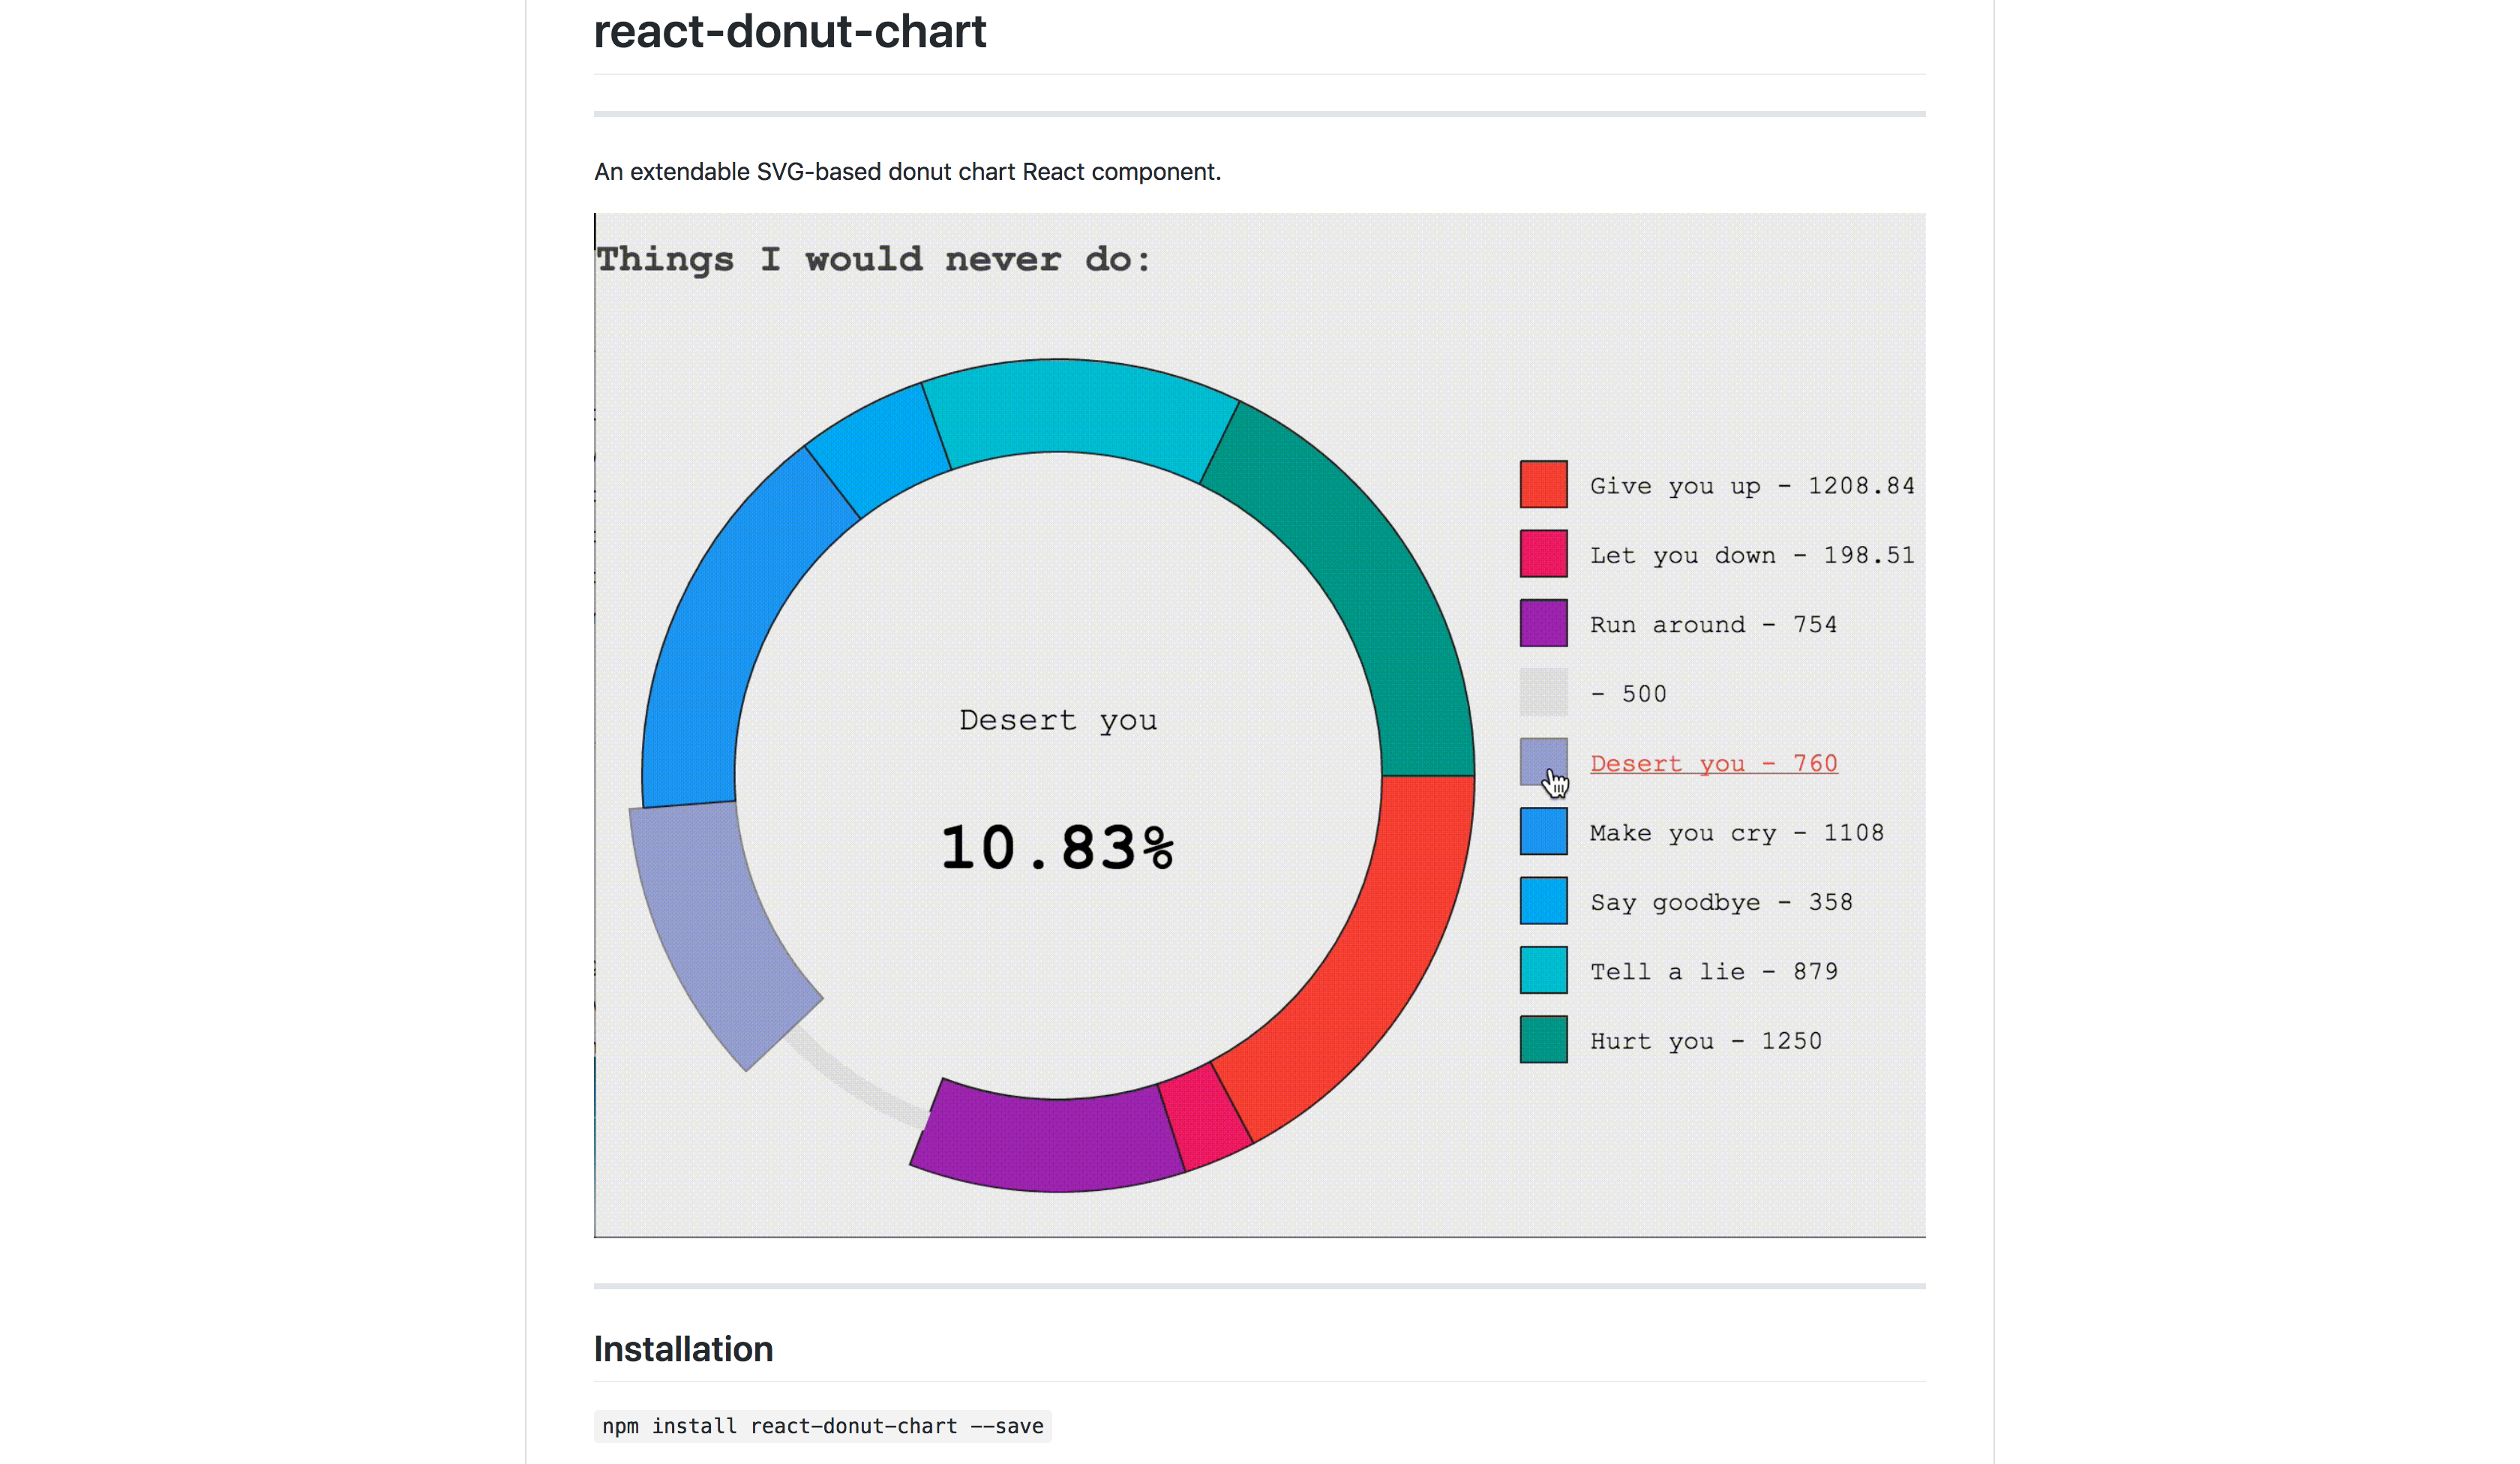 react-donut-chart
An extendable SVG-based donut chart React component.
Things I would never do:
Desert you
10.83%
Give you up - 1208.84
Let you down - 198.51
Run around - 754
- 500
Desert you - 760
Make you cry - 1108
Say goodbye - 358
Tell a lie - 879
Hurt you - 1250
Installation
npm install react-donut-chart --save